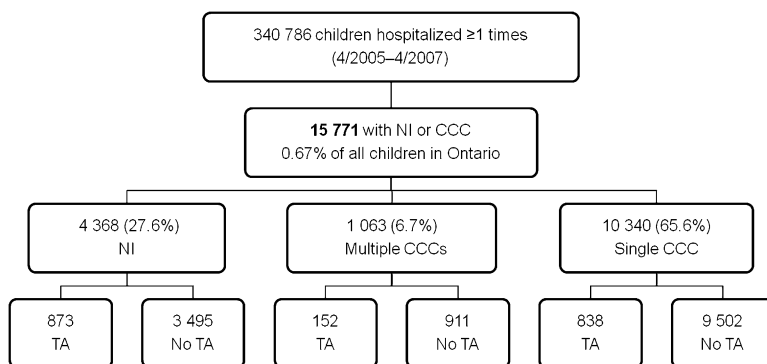 340 786 children hospitalized ≥1 times
(4/2005–4/2007)
15 771 with NI or CCC
0.67% of all children in Ontario
4 368 (27.6%)
NI
1 063 (6.7%)
Multiple CCCs
10 340 (65.6%)
Single CCC
873
TA
3 495
No TA
152
TA
911
No TA
838
TA
9 502
No TA